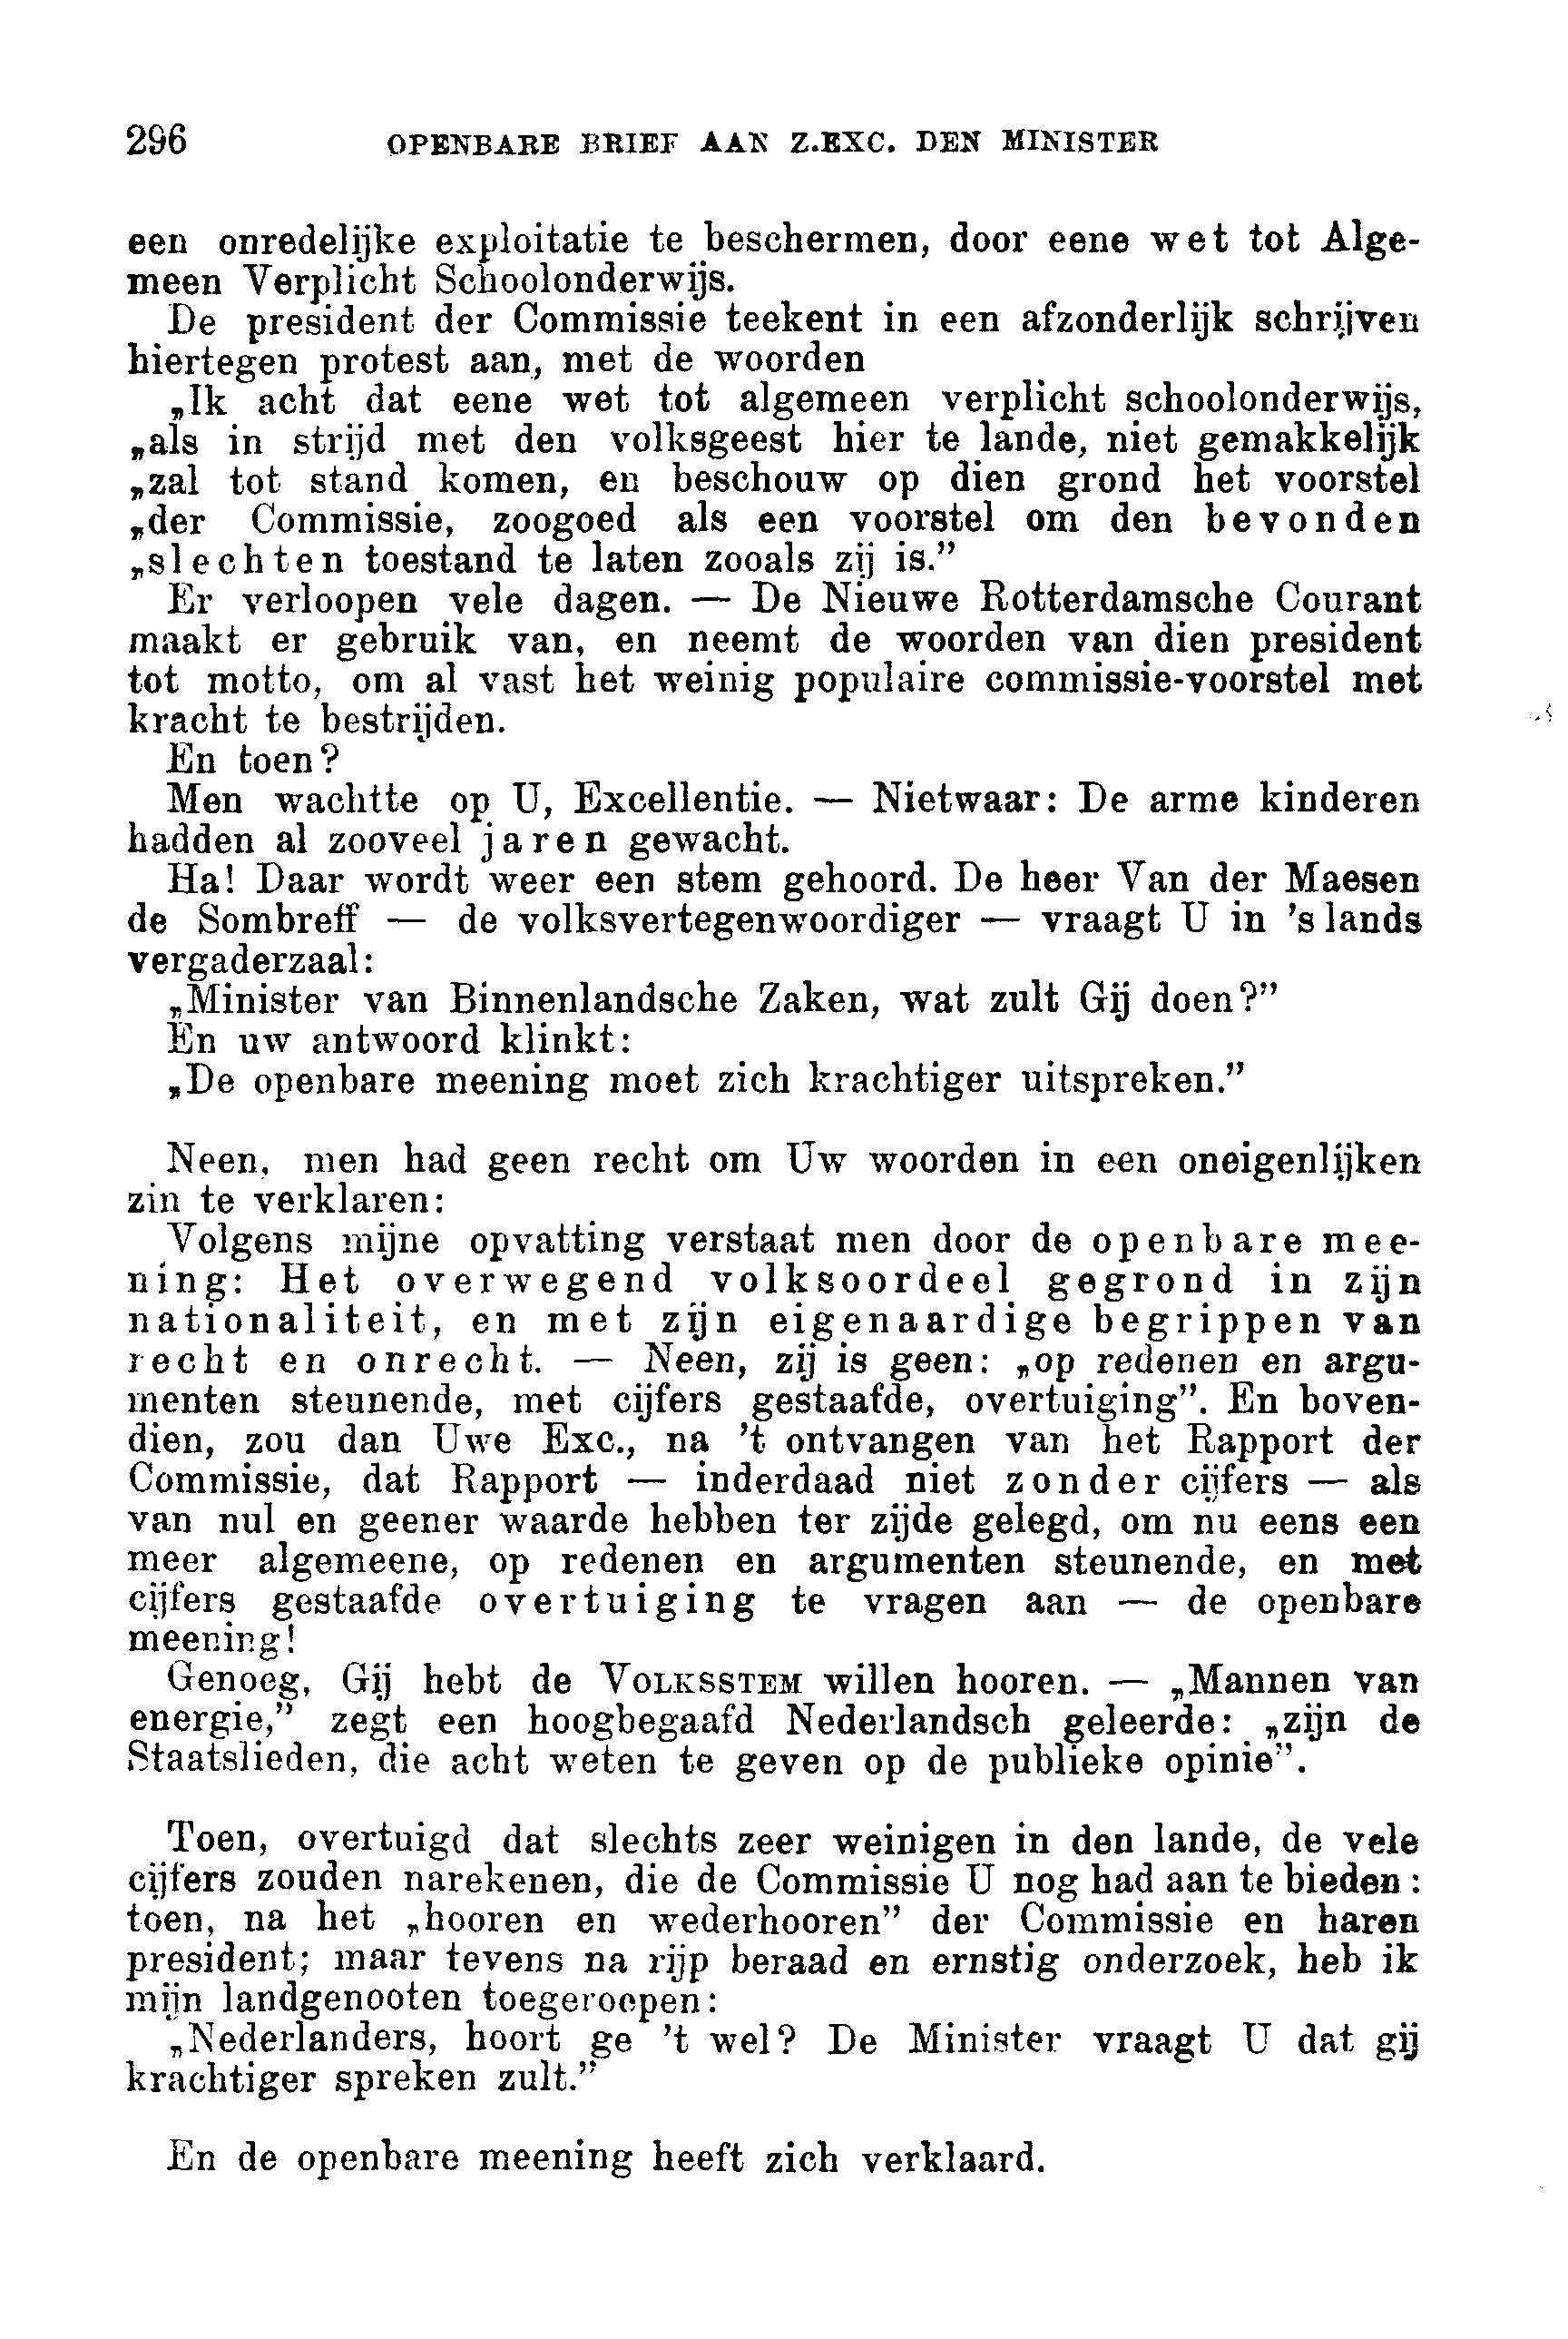 296 OPENBARE BRIEF AAN Z.EXC. DEN MINISTER
een onredelijke exploitatie te beschermen, door eene wet tot Alge-
meen Verplicht Schoolonderwijs.
De president der Commissie teekent in een afzonderlijk schrijven
hiertegen protest aan, met de woorden
„Ik acht dat eene wet tot algemeen verplicht schoolonderwijs,
„als in strijd met den volksgeest hier te lande, niet gemakkelijk
„zal tot stand komen, en beschouw op dien grond het voorstel
„der Commissie, zoogoed als een voorstel om den bevonden
„slechten toestand te laten zooals zij is.”
Er verloopen vele dagen. — De Nieuwe Rotterdamsche Courant
maakt er gebruik van, en neemt de woorden van dien president
tot motto, om al vast het weinig populaire commissie-voorstel met
kracht te bestrijden.
En toen?
Men wachtte op U, Excellentie. — Nietwaar: De arme kinderen
hadden al zooveel jaren gewacht.
Ha! Daar wordt weer een stem gehoord. De heer Van der Maesen
de Sombreff — de volksvertegenwoordiger — vraagt U in 's lands
vergaderzaal:
„Minister van Binnenlandsche Zaken, wat zult Gij doen?”
En uw antwoord klinkt:
„De openbare meening moet zich krachtiger uitspreken.”
Neen, men had geen recht om Uw woorden in een oneigenlijken
zin te verklaren:
Volgens mijne opvatting verstaat men door de openbare mee-
ning: Het overwegend volksoordeel gegrond in zijn
nationaliteit, en met zijn eigenaardige begrippen van
recht en onrecht. — Neen, zij is geen: „op redenen en argu-
menten steunende, met cijfers gestaafde, overtuiging”. En boven-
dien, zou dan Uwe Exc., na 't ontvangen van het Rapport der
Commissie, dat Rapport — inderdaad niet zonder cijfers — als
van nul en geener waarde hebben ter zijde gelegd, om nu eens een
meer algemeene, op redenen en argumenten steunende, en met
cijfers gestaafde overtuiging te vragen aan — de openbare
meening!
Genoeg, Gij hebt de VOLKSSTEM willen hooren. — „Mannen van
energie,” zegt een hoogbegaafd Nederlandsch geleerde: „zijn de
Staatslieden, die acht weten te geven op de publieke opinie”.
Toen, overtuigd dat slechts zeer weinigen in den lande, de vele
cijfers zouden narekenen, die de Commissie U nog had aan te bieden:
toen, na het „hooren en wederhooren” der Commissie en haren
president; maar tevens na rijp beraad en ernstig onderzoek, heb ik
mijn landgenooten toegeroepen:
„Nederlanders, hoort ge 't wel? De Minister vraagt U dat gij
krachtiger spreken zult.”
En de openbare meening heeft zich verklaard.